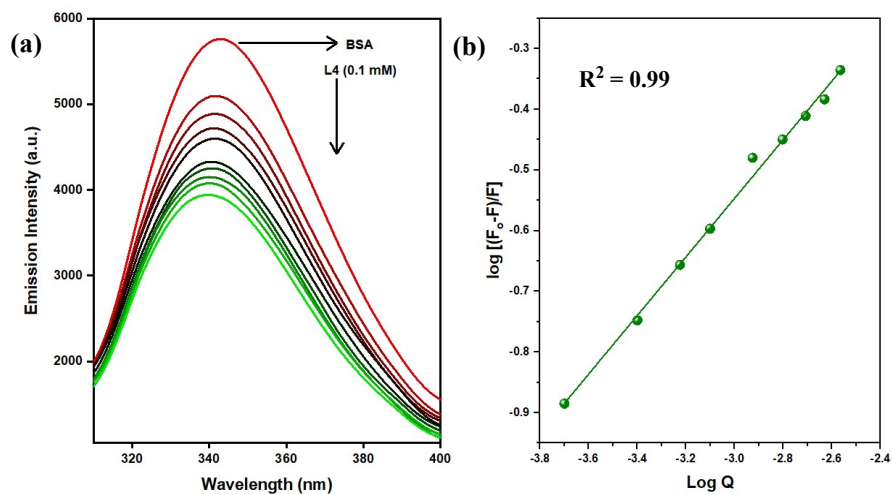 (a)
6000
5000
4000
3000
2000
Emission Intensity (a.u.)
BSA
L4 (0.1 mM)
320
340
360
380
400
Wavelength (nm)
(b)
R² = 0.99
-0.3
-0.4
-0.5
-0.6
-0.7
-0.8
-0.9
log [(Fₒ-F)/F]
-3.8
-3.6
-3.4
-3.2
-3.0
-2.8
-2.6
-2.4
Log Q